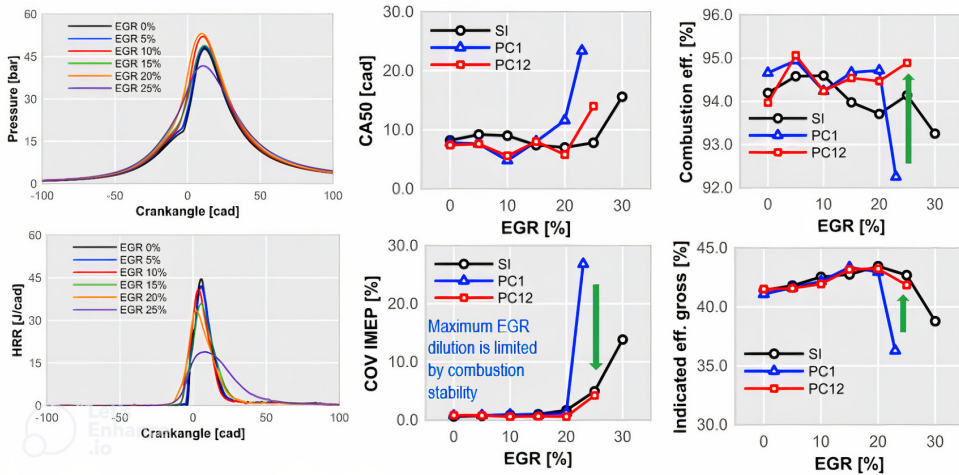 Pressure [bar]
60
45
30
15
0
EGR 0%
EGR 5%
EGR 10%
EGR 15%
EGR 20%
EGR 25%
-100
-50
0
50
100
Crankangle [cad]
CA50 [cad]
30.0
20.0
10.0
0.0
SI
PC1
PC12
0
10
20
30
EGR [%]
Combustion eff. [%]
96.0
95.0
94.0
93.0
92.0
SI
PC1
PC12
0
10
20
30
EGR [%]
HRR [J/cad]
60
45
30
15
0
EGR 0%
EGR 5%
EGR 10%
EGR 15%
EGR 20%
EGR 25%
-100
-50
0
50
100
Crankangle [cad]
COV IMEP [%]
30.0
20.0
10.0
0.0
SI
PC1
PC12
Maximum EGR
dilution is limited
by combustion
stability
0
10
20
30
EGR [%]
Indicated eff. gross [%]
45.0
40.0
35.0
30.0
SI
PC1
PC12
0
10
20
30
EGR [%]
.io